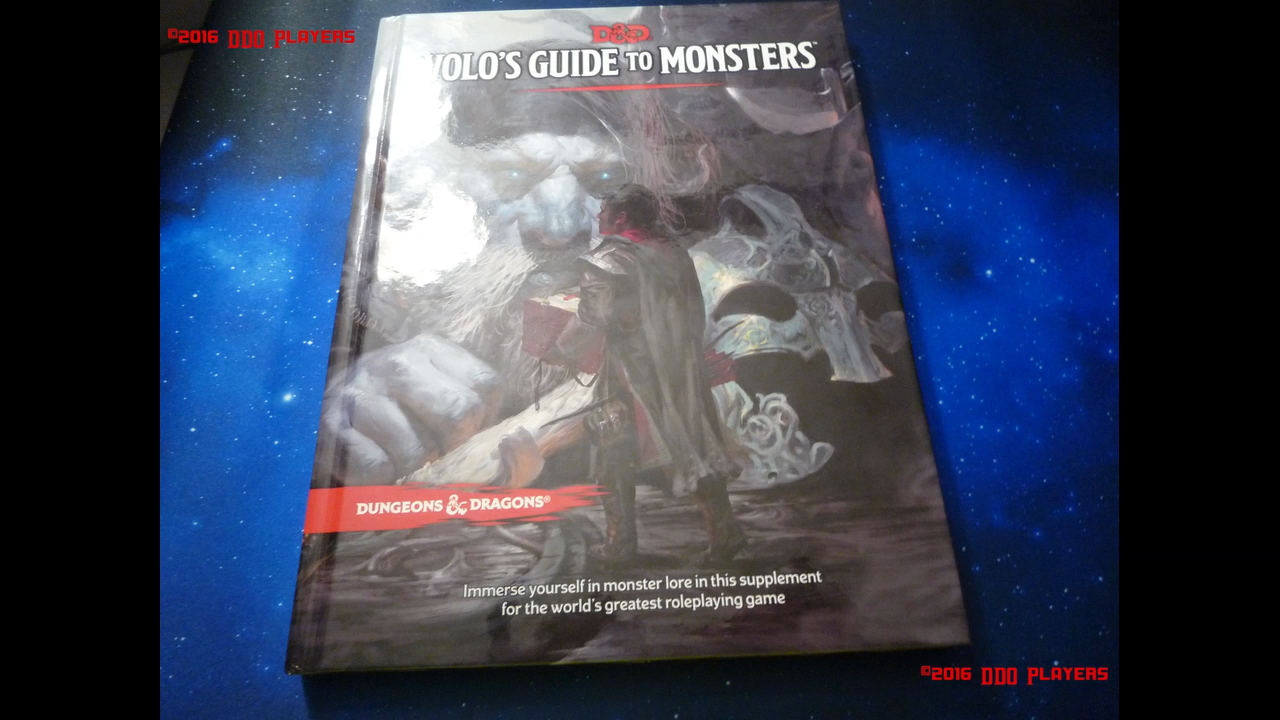 ©2016 DDO Players
D&D
VOLO'S GUIDE TO MONSTERS™
DUNGEONS & DRAGONS®
Immerse yourself in monster lore in this supplement
for the world's greatest roleplaying game
©2016 DDO Players